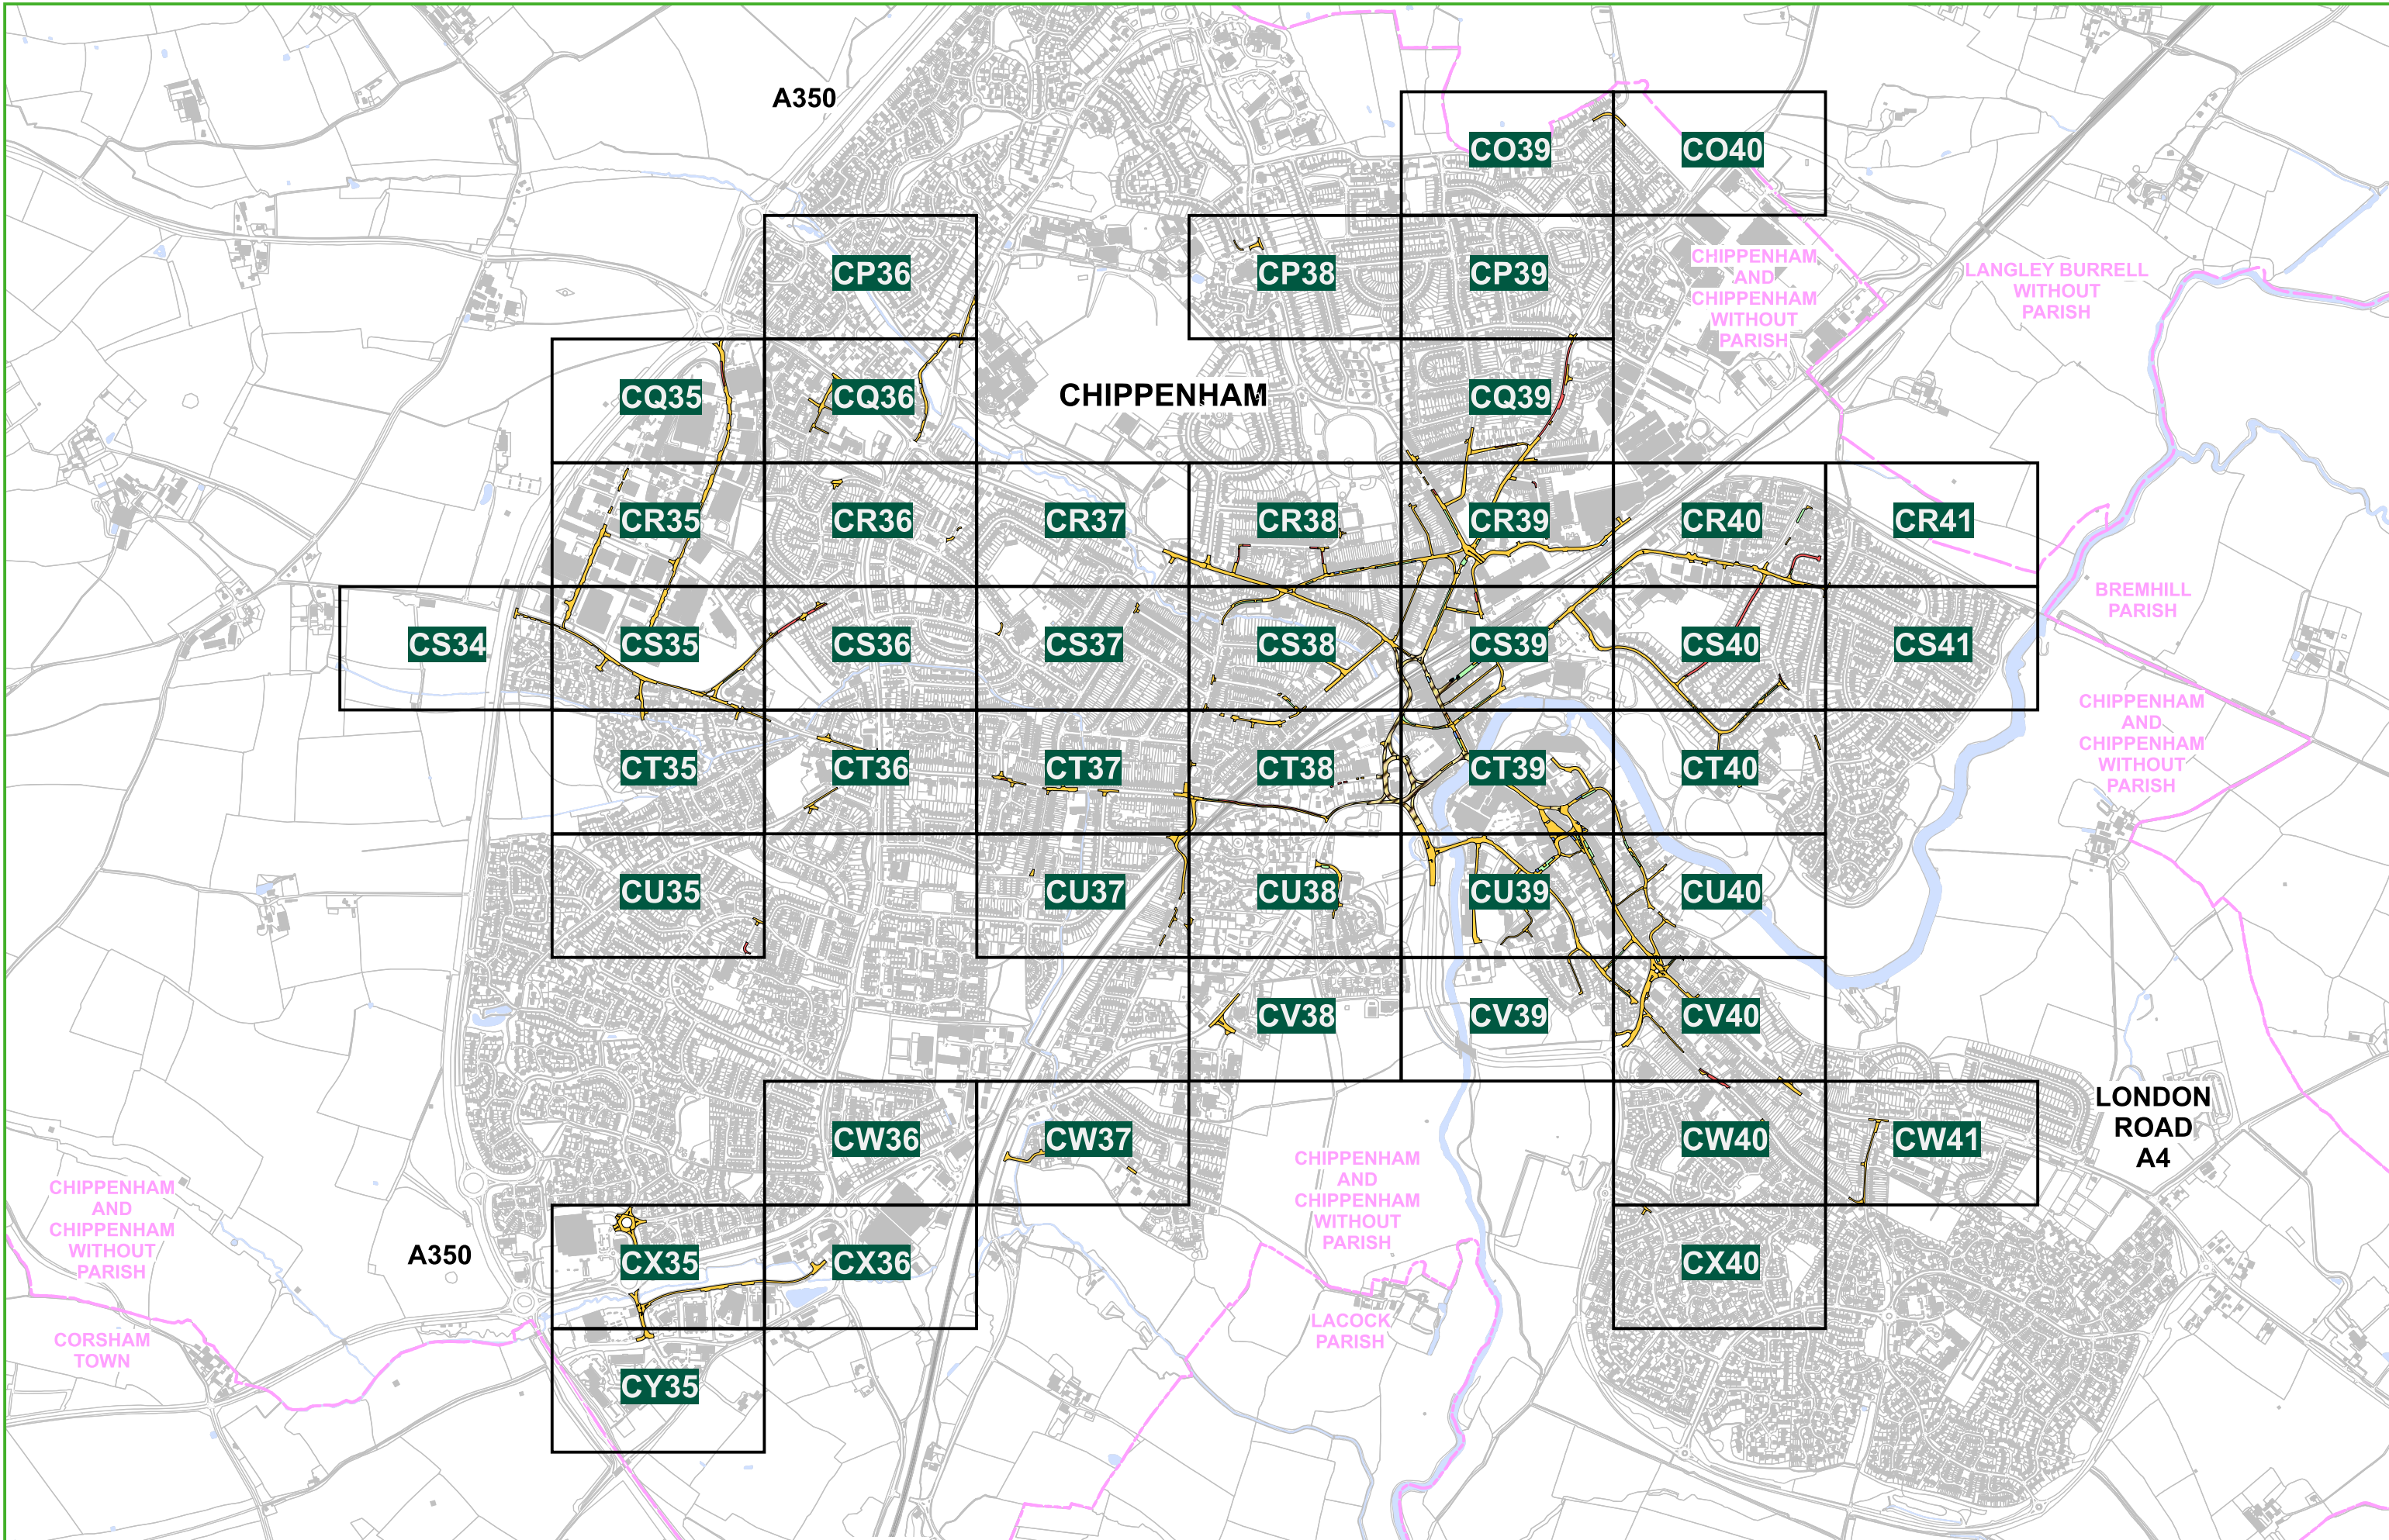 A350
CO39
CO40
CP36
CP38
CP39
CHIPPENHAM
AND
CHIPPENHAM
WITHOUT
PARISH
LANGLEY BURRELL
WITHOUT
PARISH
CQ35
CQ36
CHIPPENHAM
CQ39
CR35
CR36
CR37
CR38
CR39
CR40
CR41
BREMHILL
PARISH
CS34
CS35
CS36
CS37
CS38
CS39
CS40
CS41
CHIPPENHAM
AND
CHIPPENHAM
WITHOUT
PARISH
CT35
CT36
CT37
CT38
CT39
CT40
CU35
CU37
CU38
CU39
CU40
CV38
CV39
CV40
LONDON
ROAD
A4
CW36
CW37
CW40
CW41
CHIPPENHAM
AND
CHIPPENHAM
WITHOUT
PARISH
CHIPPENHAM
AND
CHIPPENHAM
WITHOUT
PARISH
A350
CX35
CX36
CX40
LACOCK
PARISH
CORSHAM
TOWN
CY35